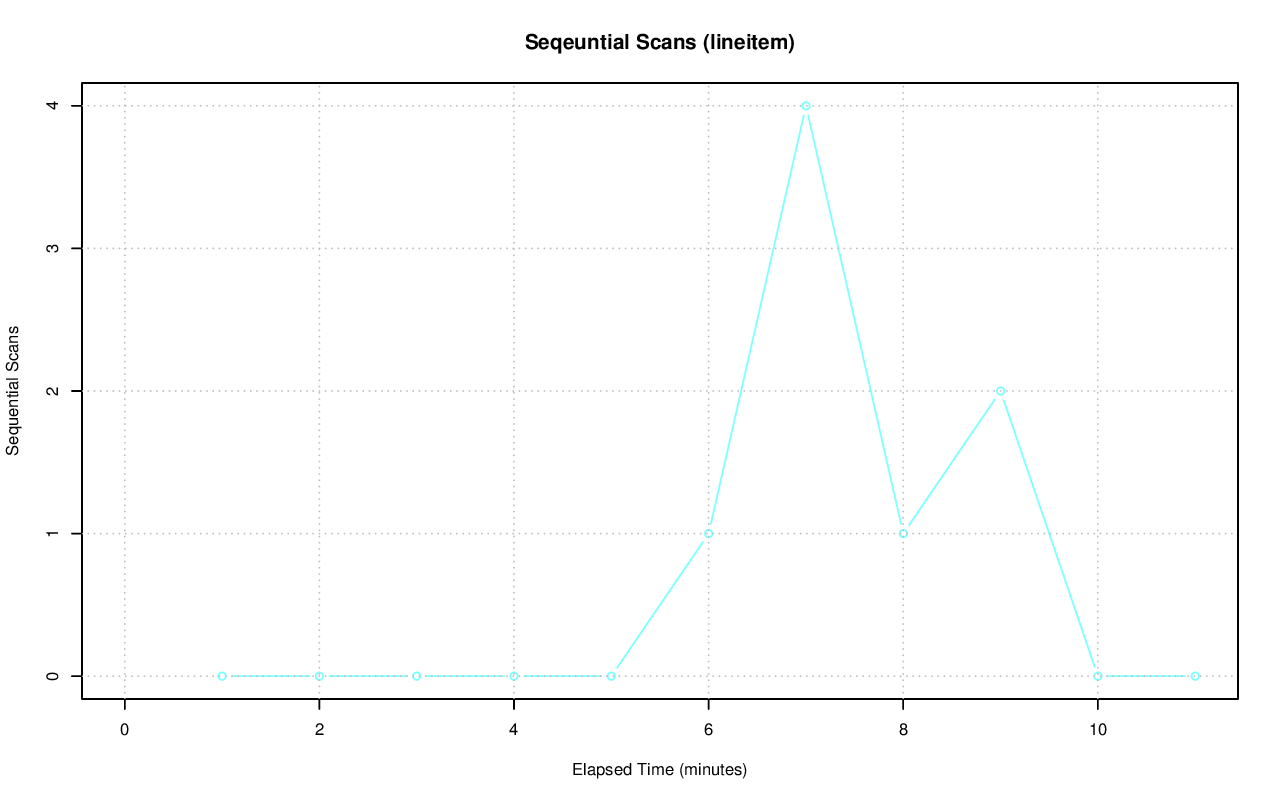 Seqeuntial Scans (lineitem)
Sequential Scans
4
3
2
1
0
0 2 4 6 8 10
Elapsed Time (minutes)